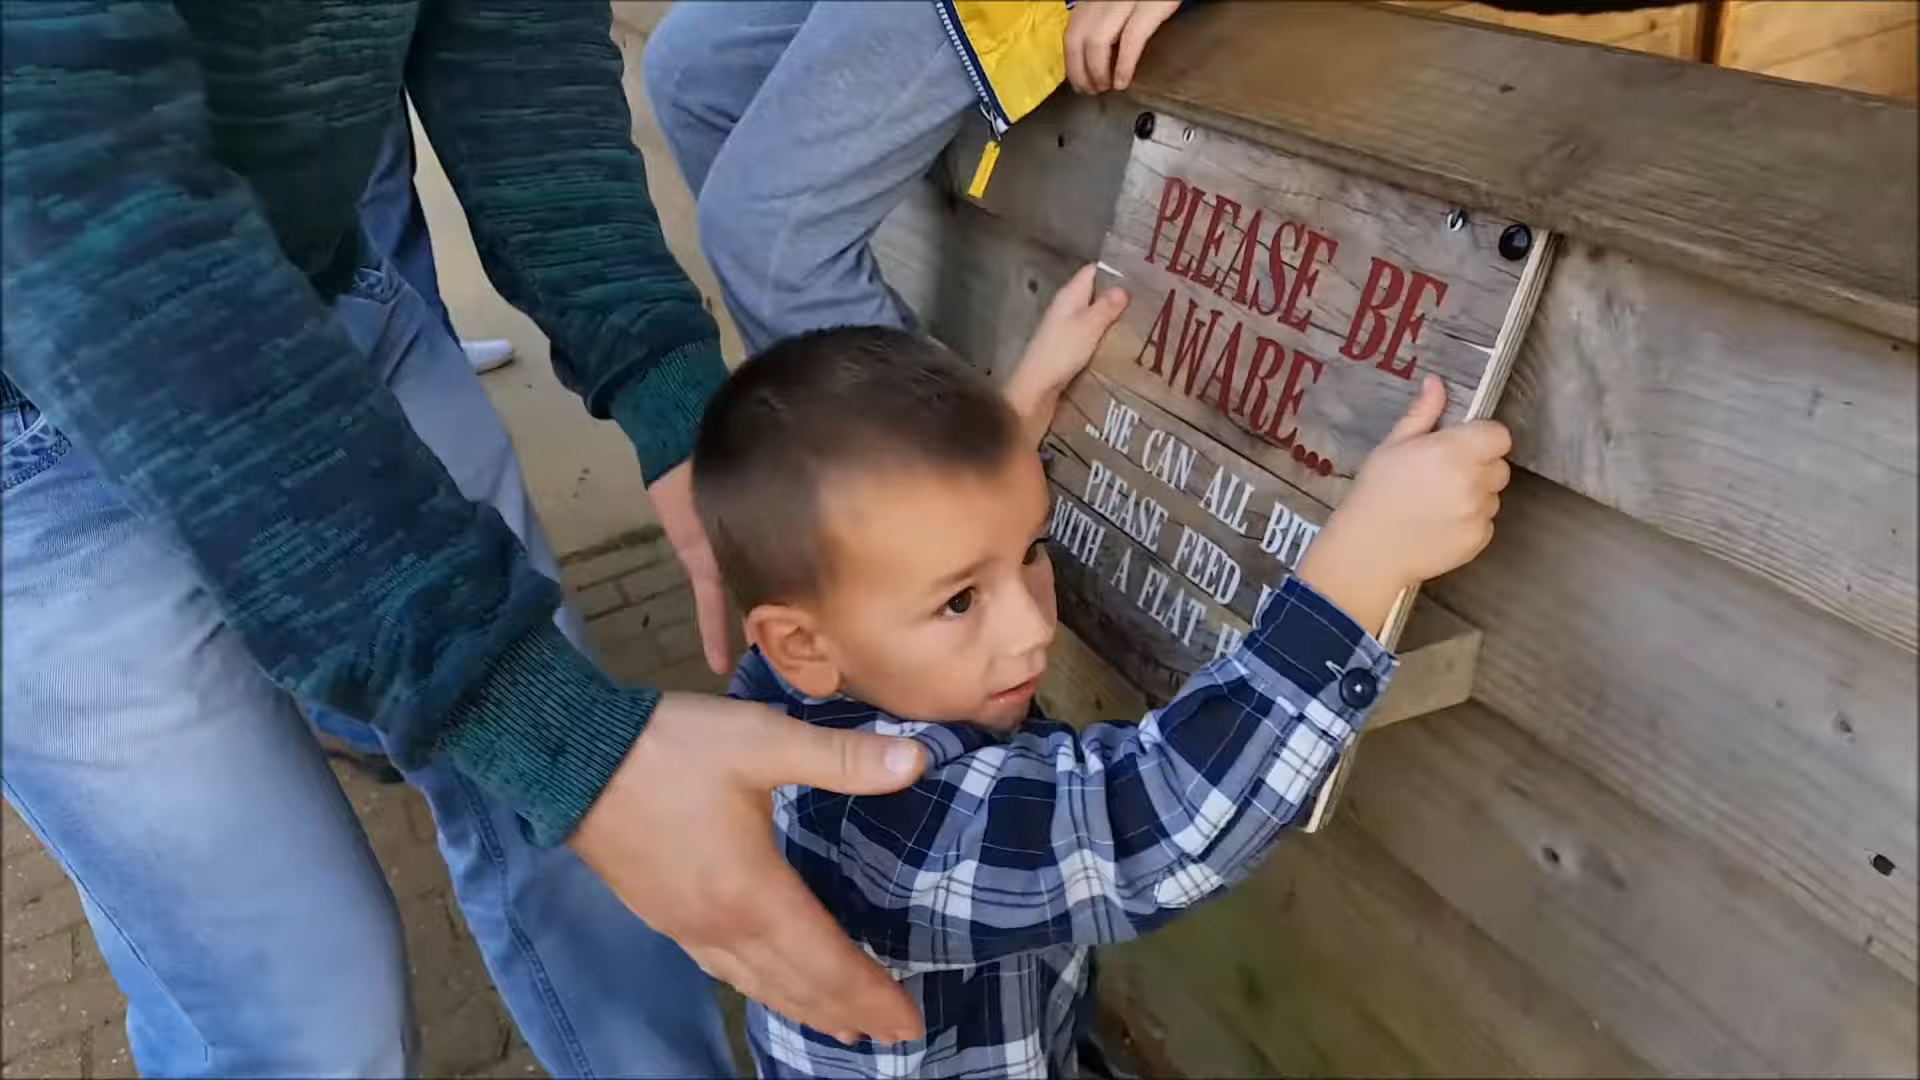 PLEASE BE
AWARE...
...WE CAN ALL
PLEASE FEED
WITH A FLAT